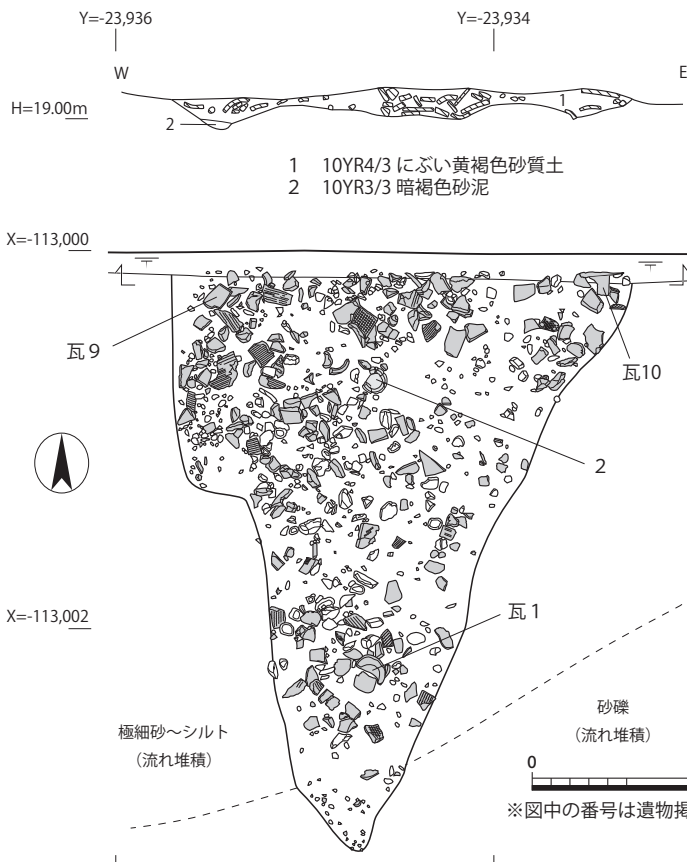 Y=-23,936
Y=-23,934
W
E
H=19.00m
1
2
1 10YR4/3 にぶい黄褐色砂質土
2 10YR3/3 暗褐色砂泥
X=-113,000
瓦9
瓦10
2
X=-113,002
瓦1
極細砂～シルト
(流れ堆積)
砂礫
(流れ堆積)
0
※図中の番号は遺物掲